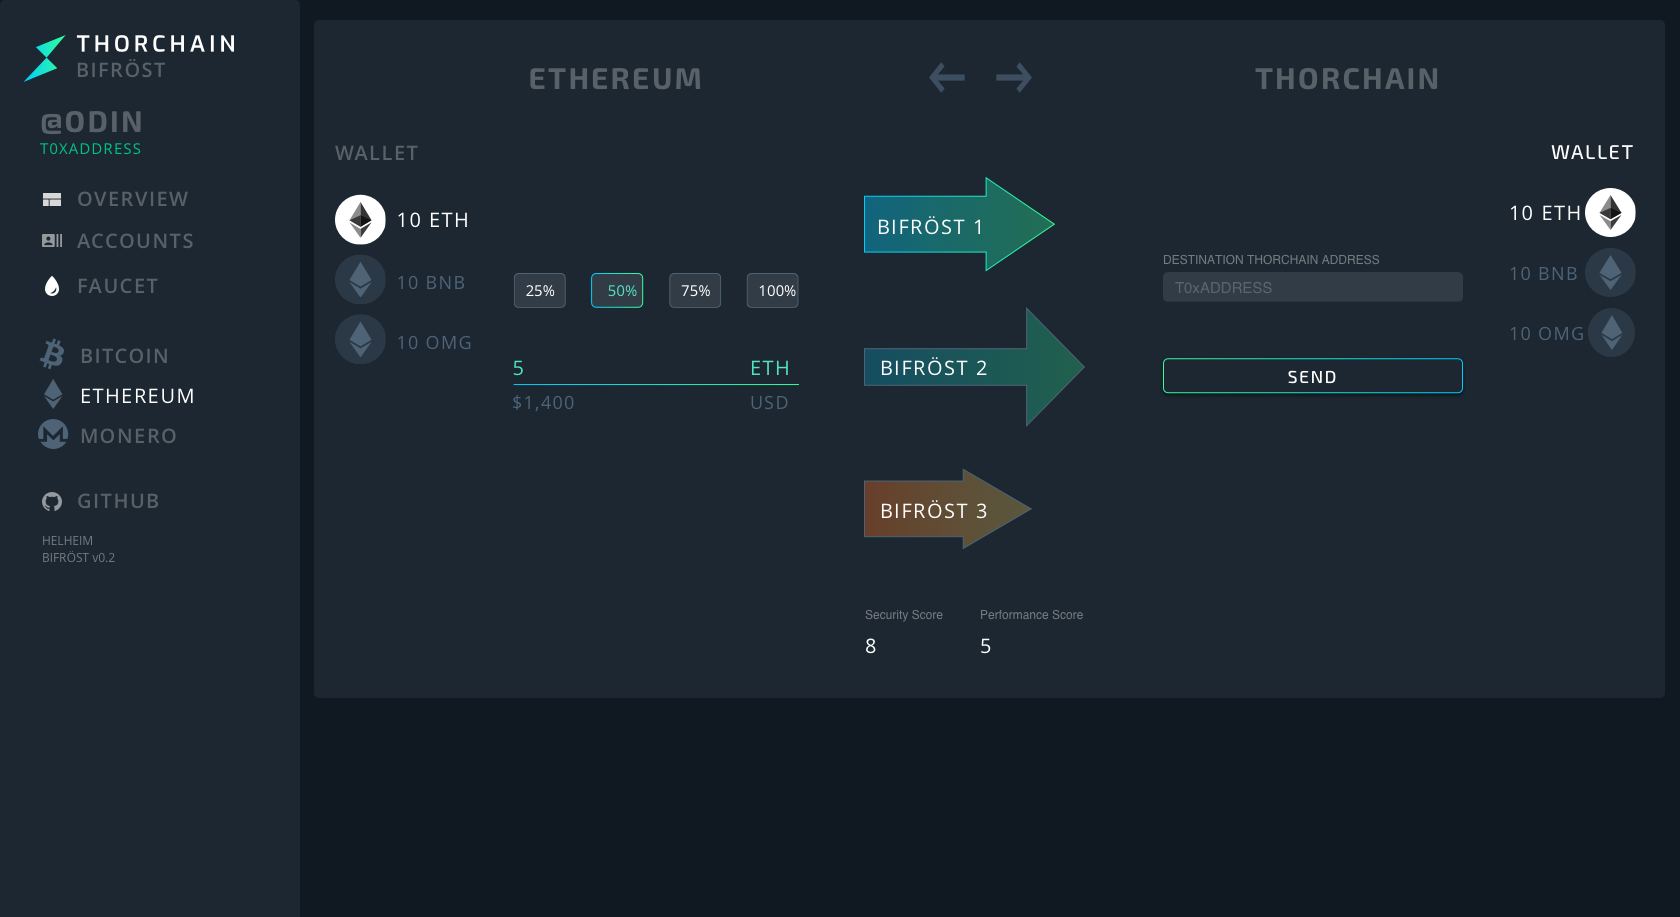 THORCHAIN
BIFRÖST
@ODIN
T0XADDRESS
OVERVIEW
ACCOUNTS
FAUCET
BITCOIN
ETHEREUM
MONERO
GITHUB
HELHEIM
BIFRÖST v0.2
ETHEREUM
WALLET
10 ETH
10 BNB
10 OMG
25%
50%
75%
100%
5 ETH
$1,400 USD
BIFRÖST 1
BIFRÖST 2
BIFRÖST 3
Security Score Performance Score
8 5
THORCHAIN
WALLET
10 ETH
10 BNB
10 OMG
DESTINATION THORCHAIN ADDRESS
T0xADDRESS
SEND